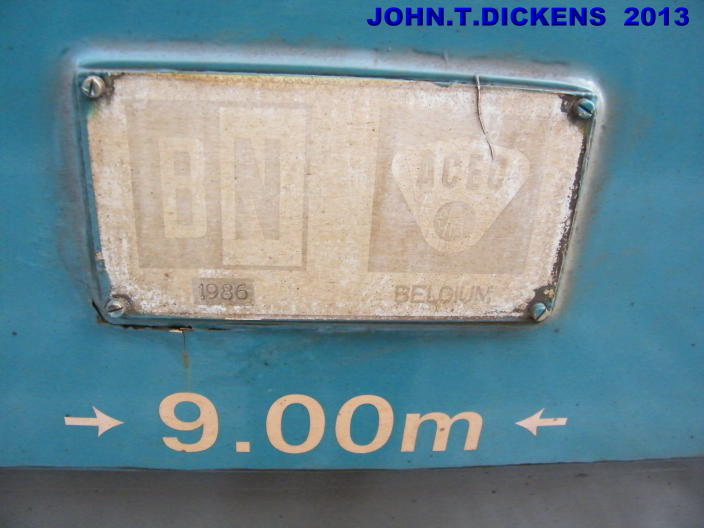 JOHN.T.DICKENS 2013
BN
ACEC
1986
BELGIUM
→ 9.00m ←